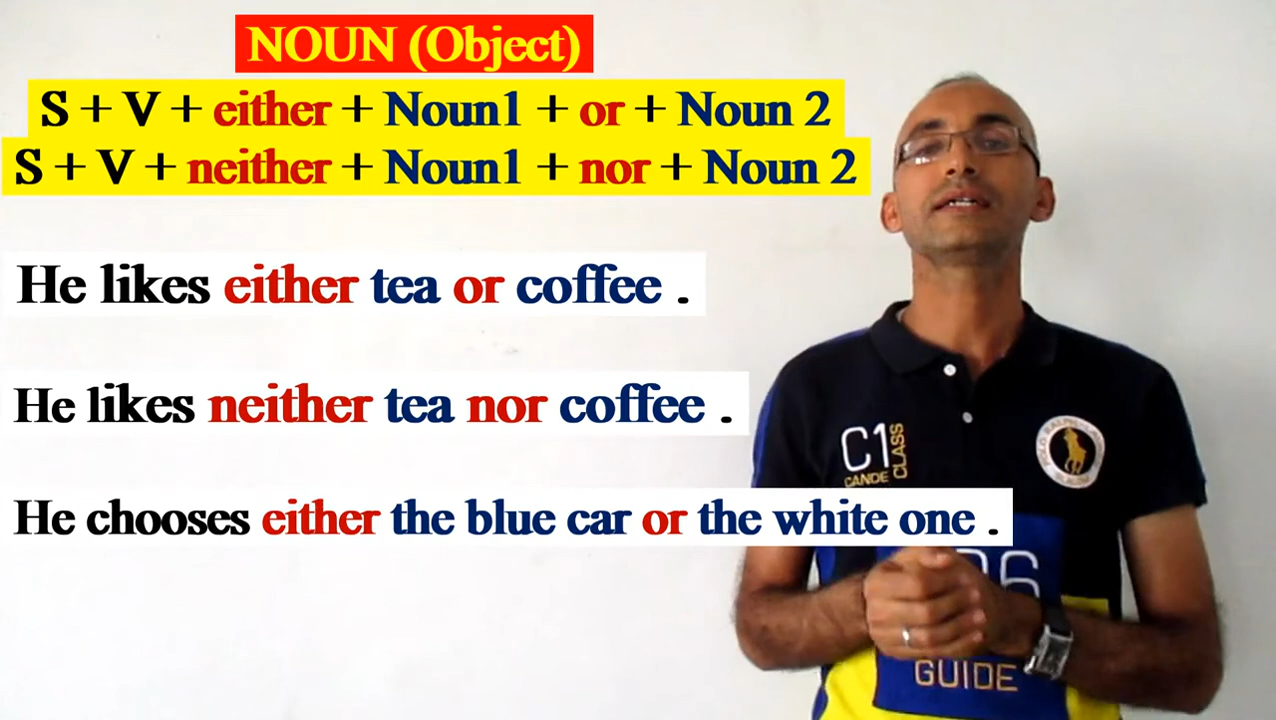 NOUN (Object)
S + V + either + Noun1 + or + Noun 2
S + V + neither + Noun1 + nor + Noun 2
He likes either tea or coffee .
He likes neither tea nor coffee .
He chooses either the blue car or the white one .
C1
CLASS
CANOE
GUIDE